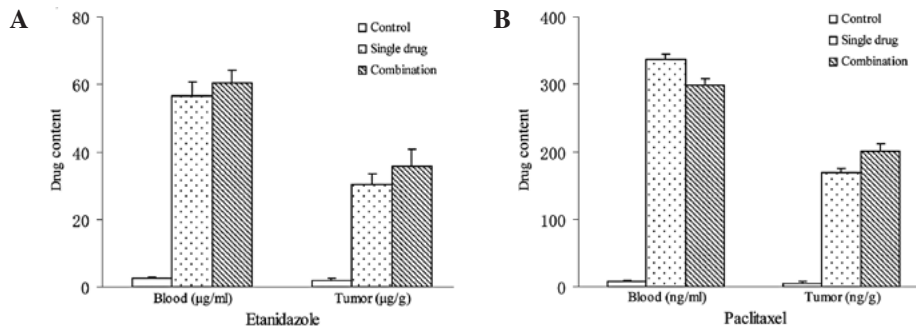 A
80
60
40
20
0
Drug content
Control
Single drug
Combination
Blood (μg/ml)
Tumor (μg/g)
Etanidazole
B
400
300
200
100
0
Drug content
Control
Single drug
Combination
Blood (ng/ml)
Tumor (ng/g)
Paclitaxel